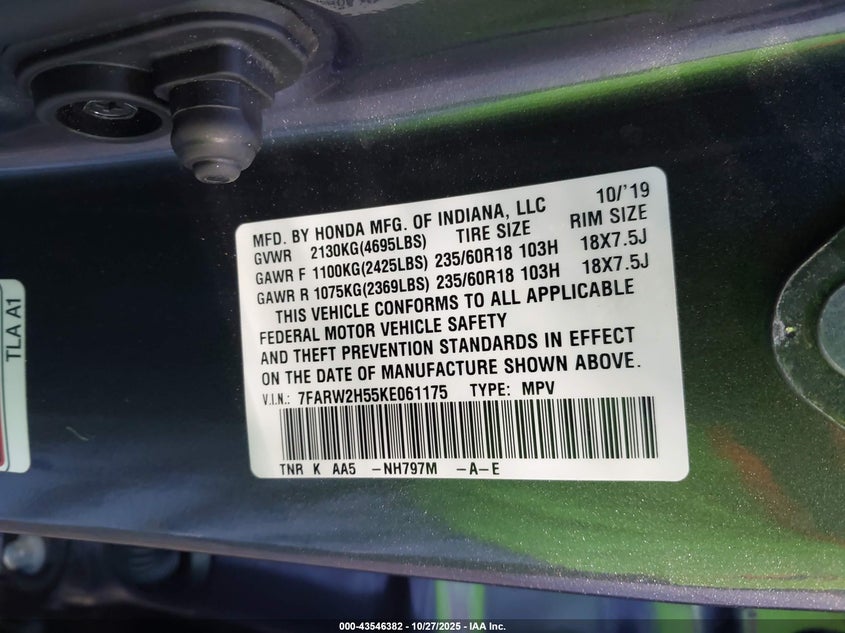 MFD. BY HONDA MFG. OF INDIANA, LLC 10/'19
GVWR 2130KG(4695LBS) TIRE SIZE RIM SIZE
GAWR F 1100KG(2425LBS) 235/60R18 103H 18X7.5J
GAWR R 1075KG(2369LBS) 235/60R18 103H 18X7.5J
THIS VEHICLE CONFORMS TO ALL APPLICABLE
FEDERAL MOTOR VEHICLE SAFETY
AND THEFT PREVENTION STANDARDS IN EFFECT
ON THE DATE OF MANUFACTURE SHOWN ABOVE.
V.I.N.: 7FARW2H55KE061175 TYPE: MPV
TNR K AA5 -NH797M -A-E
TLA A1
000-43546382 | 10/27/2025 | IAA Inc.